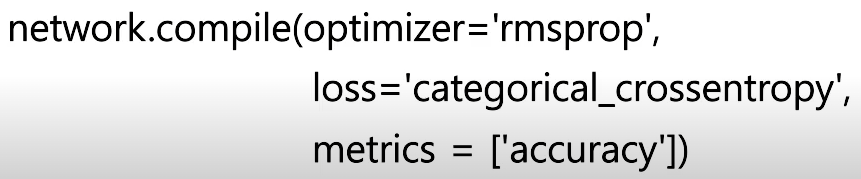 network.compile(optimizer='rmsprop',
loss='categorical_crossentropy',
metrics = ['accuracy'])